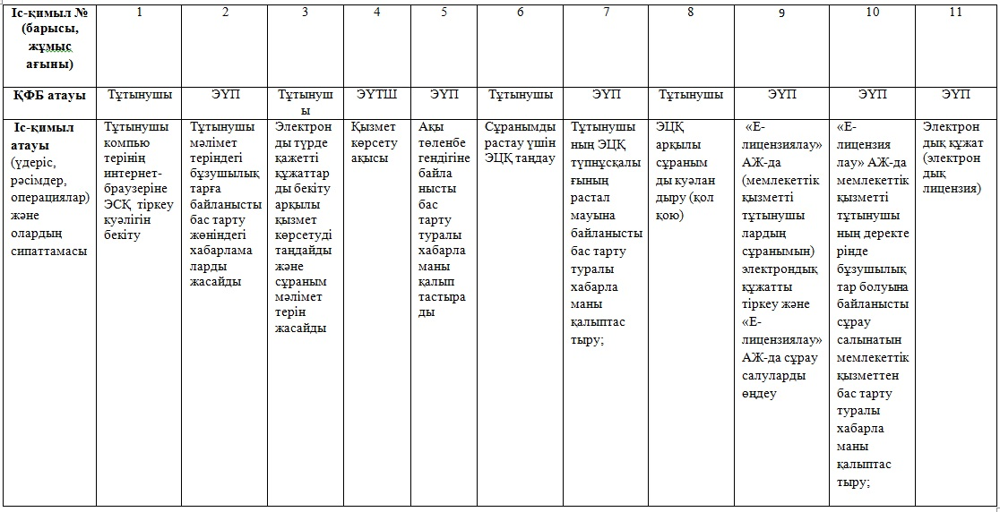 Іс-қимыл №
(барысы,
жұмыс
ағыны)
1
2
3
4
5
6
7
8
9
10
11
ҚФБ атауы
Тұтынушы
ЭҮП
Тұтынуш
ы
ЭҮТШ
ЭҮП
Тұтынушы
ЭҮП
Тұтынушы
ЭҮП
ЭҮП
ЭҮП
Іс-қимыл
атауы
(үдеріс,
рәсімдер,
операциялар)
және
олардың
сипаттамасы
Тұтынушы
компью
терінің
интернет-
браузеріне
ЭСҚ тіркеу
куәлігін
бекіту
Тұтынушы
мәлімет
теріндегі
бұзушылық
тарға
байланысты
бас тарту
жөніндегі
хабарлама
ларды
жасайды
Электрон
ды түрде
қажетті
құжаттар
ды бекіту
арқылы
қызмет
көрсетуді
таңдайды
және
сұраным
мәлімет
терін
жасайды
Қызмет
көрсету
ақысы
Ақы
төленбе
гендігіне
байла
нысты
бас
тарту
туралы
хабарла
маны
қалып
тастыра
ды
Сұранымды
растау үшін
ЭЦҚ таңдау
Тұтынушы
ның ЭЦҚ
түпнұсқалы
ғының
растал
мауына
байланысты
бас тарту
туралы
хабарла
маны
қалыптас
тыру;
ЭЦҚ
арқылы
сұраным
ды куәлан
дыру (қол
қою)
«Е-
лицензиялау»
АЖ-да
(мемлекеттік
қызметті
тұтынушы
лардың
сұранымын)
электрондық
құжатты
тіркеу және
«Е-
лицензиялау»
АЖ-да сұрау
салуларды
өңдеу
«Е-
лицензия
лау» АЖ-да
мемлекеттік
қызметті
тұтынушы
ның деректе
рінде
бұзушылық
тар болуына
байланысты
сұрау
салынатын
мемлекеттік
қызметтен
бас тарту
туралы
хабарла
маны
қалыптас
тыру;
Электрон
дық құжат
(электрон
дық
лицензия)